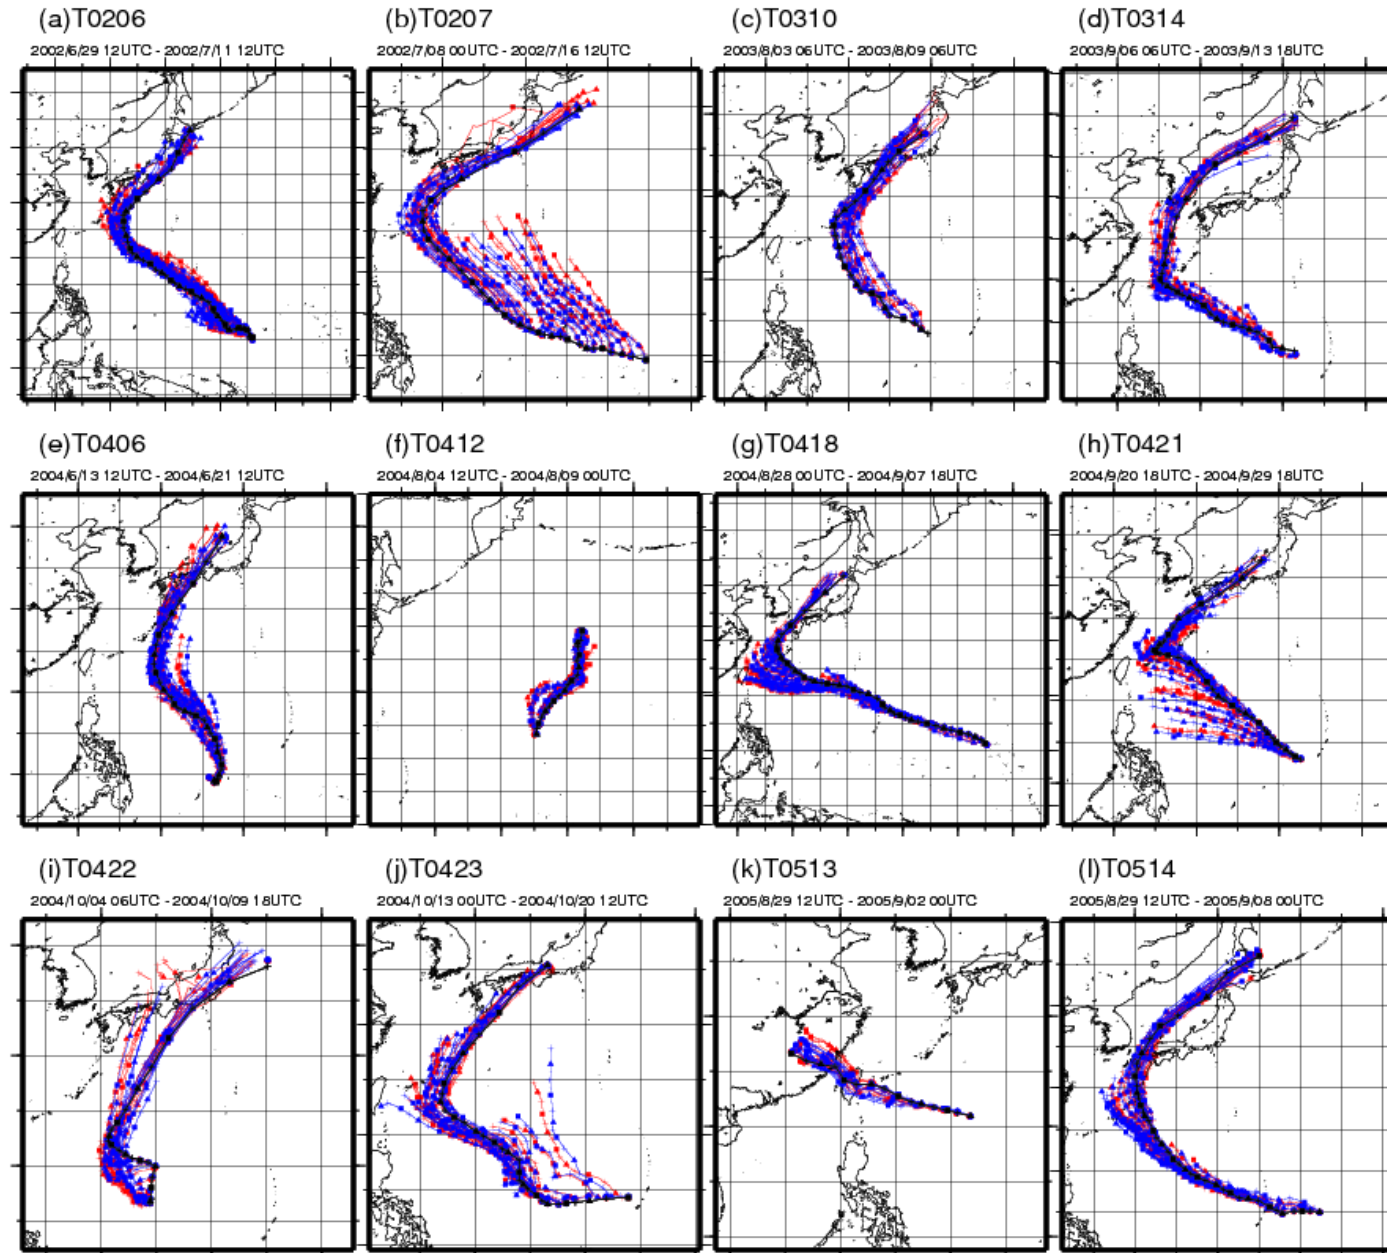 (a)T0206
2002/6/29 12UTC - 2002/7/11 12UTC
(b)T0207
2002/7/08 00UTC - 2002/7/16 12UTC
(c)T0310
2003/8/03 06UTC - 2003/8/09 06UTC
(d)T0314
2003/9/06 06UTC - 2003/9/13 18UTC
(e)T0406
2004/6/13 12UTC - 2004/6/21 12UTC
(f)T0412
2004/8/04 12UTC - 2004/8/09 00UTC
(g)T0418
2004/8/28 00UTC - 2004/9/07 18UTC
(h)T0421
2004/9/20 18UTC - 2004/9/29 18UTC
(i)T0422
2004/10/04 06UTC - 2004/10/09 18UTC
(j)T0423
2004/10/13 00UTC - 2004/10/20 12UTC
(k)T0513
2005/8/29 12UTC - 2005/9/02 00UTC
(l)T0514
2005/8/29 12UTC - 2005/9/08 00UTC